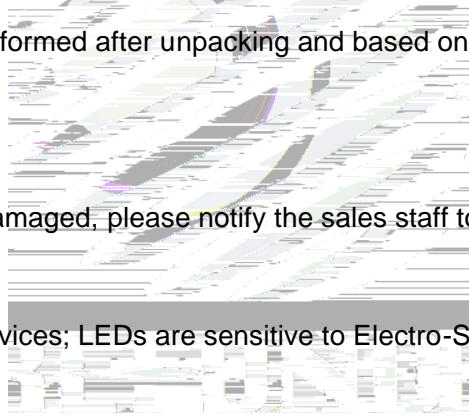 formed after unpacking and based on
amaged, please notify the sales staff to
vices; LEDs are sensitive to Electro-S